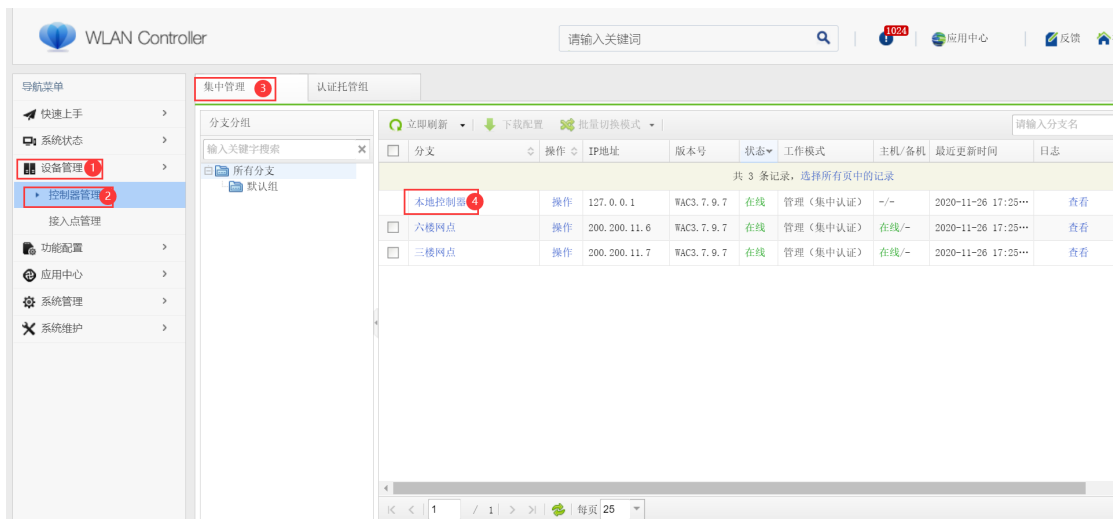 WLAN Controller
请输入关键词
1024
应用中心
反馈
导航菜单
快速上手
系统状态
设备管理 1
控制器管理 2
接入点管理
功能配置
应用中心
系统管理
系统维护
集中管理 3
认证托管组
分支分组
输入关键字搜索
所有分支
默认组
立即刷新 下载配置 批量切换模式
请输入分支名
分支 操作 IP地址 版本号 状态 工作模式 主机/备机 最近更新时间 日志
共 3 条记录，选择所有页中的记录
本地控制器 4 操作 127.0.0.1 WAC3.7.9.7 在线 管理（集中认证） -/- 2020-11-26 17:25… 查看
六楼网点 操作 200.200.11.6 WAC3.7.9.7 在线 管理（集中认证） 在线/- 2020-11-26 17:25… 查看
三楼网点 操作 200.200.11.7 WAC3.7.9.7 在线 管理（集中认证） 在线/- 2020-11-26 17:25… 查看
1 / 1 每页 25